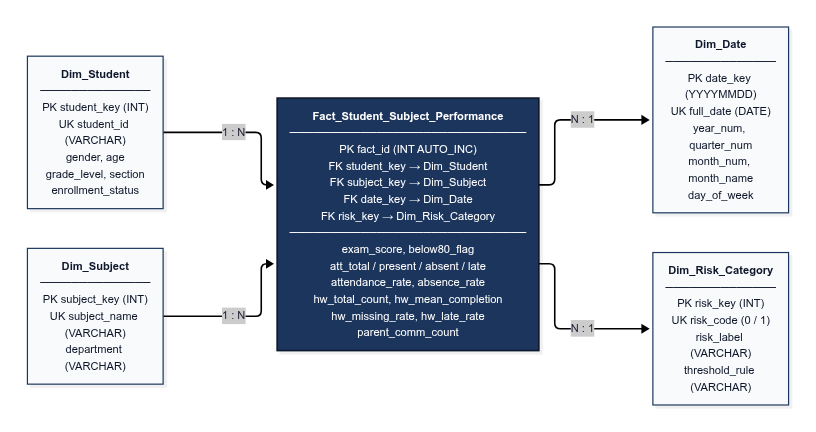 Dim_Student
PK student_key (INT)
UK student_id
(VARCHAR)
gender, age
grade_level, section
enrollment_status
Dim_Subject
PK subject_key (INT)
UK subject_name
(VARCHAR)
department
(VARCHAR)
1 : N
1 : N
Fact_Student_Subject_Performance
PK fact_id (INT AUTO_INC)
FK student_key → Dim_Student
FK subject_key → Dim_Subject
FK date_key → Dim_Date
FK risk_key → Dim_Risk_Category
exam_score, below80_flag
att_total / present / absent / late
attendance_rate, absence_rate
hw_total_count, hw_mean_completion
hw_missing_rate, hw_late_rate
parent_comm_count
N : 1
N : 1
Dim_Date
PK date_key
(YYYYMMDD)
UK full_date (DATE)
year_num,
quarter_num
month_num,
month_name
day_of_week
Dim_Risk_Category
PK risk_key (INT)
UK risk_code (0 / 1)
risk_label
(VARCHAR)
threshold_rule
(VARCHAR)